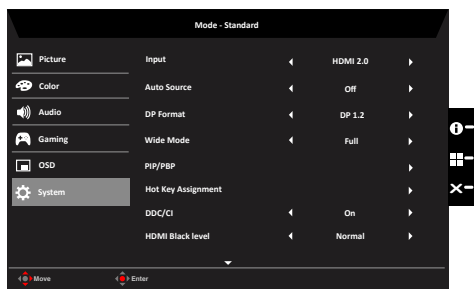 Mode - Standard
Picture
Color
Audio
Gaming
OSD
System
Input HDMI 2.0
Auto Source Off
DP Format DP 1.2
Wide Mode Full
PIP/PBP
Hot Key Assignment
DDC/CI On
HDMI Black level Normal
Move Enter